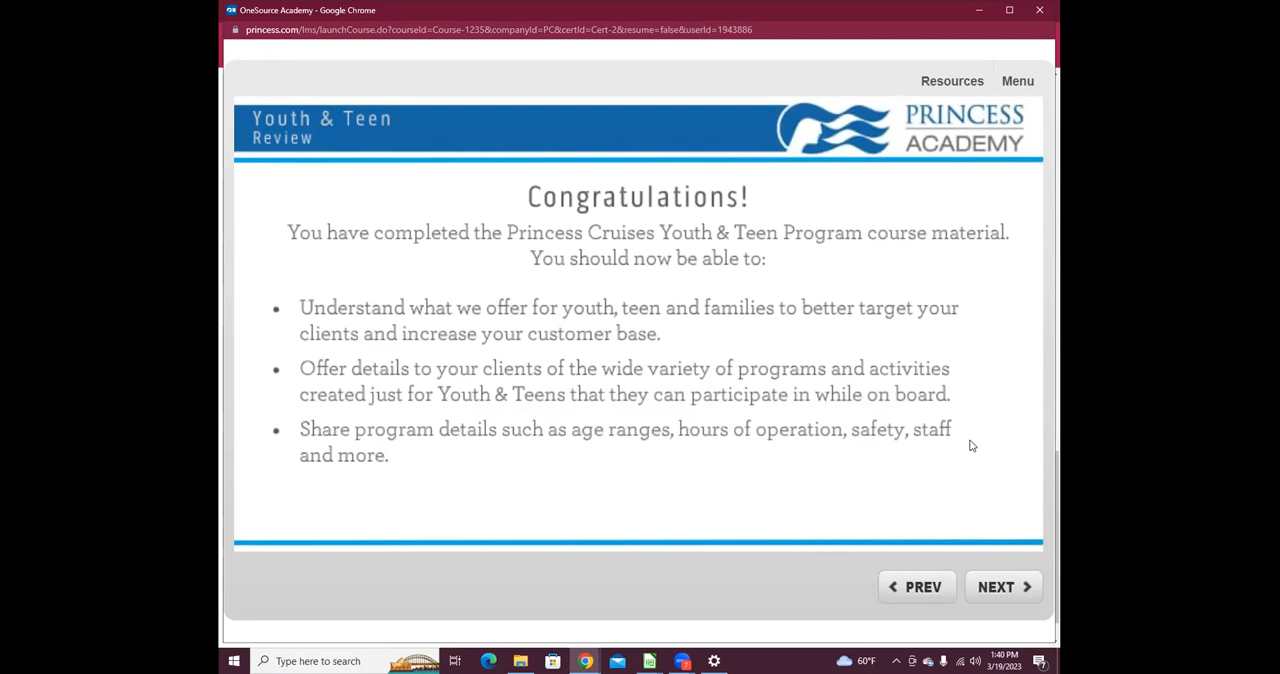 OneSource Academy - Google Chrome
princess.com/lms/launchCourse.do?courseId=Course-1235&companyId=PC&certId=Cert-2&resume=false&userId=1943886
Resources Menu
Youth & Teen
Review
PRINCESS
ACADEMY
Congratulations!
You have completed the Princess Cruises Youth & Teen Program course material.
You should now be able to:
• Understand what we offer for youth, teen and families to better target your
clients and increase your customer base.
• Offer details to your clients of the wide variety of programs and activities
created just for Youth & Teens that they can participate in while on board.
• Share program details such as age ranges, hours of operation, safety, staff
and more.
PREV NEXT
Type here to search
60°F
1:40 PM
3/19/2023